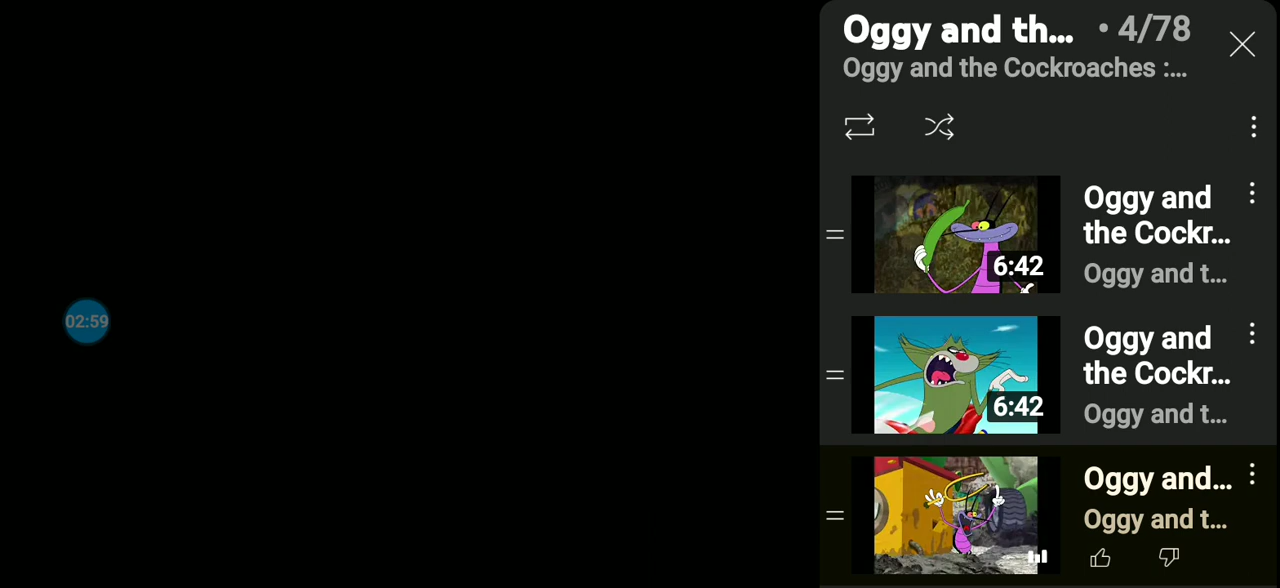 Oggy and th... • 4/78
Oggy and the Cockroaches :...
6:42
Oggy and
the Cockr...
Oggy and t...
02:59
6:42
Oggy and
the Cockr...
Oggy and t...
Oggy and...
Oggy and t...